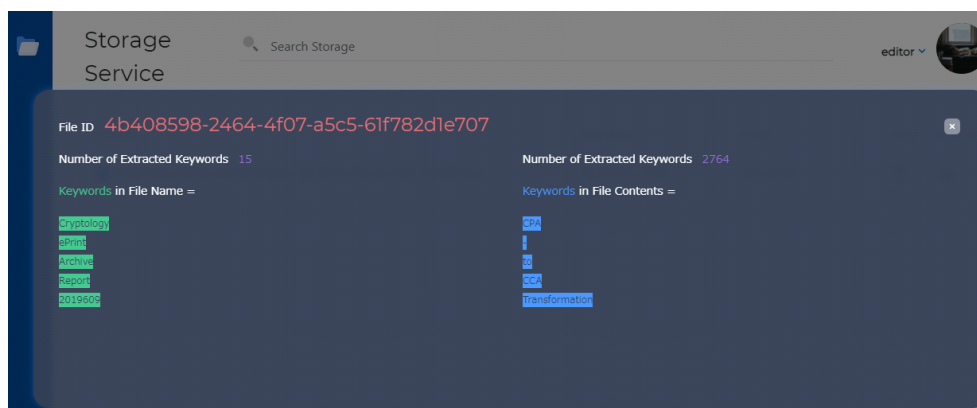 Storage
Service
Search Storage
editor
File ID 4b408598-2464-4f07-a5c5-61f782d1e707
Number of Extracted Keywords 15
Keywords in File Name =
Cryptology
ePrint
Archive
Report
2019609
Number of Extracted Keywords 2764
Keywords in File Contents =
CPA
-
to
CCA
Transformation